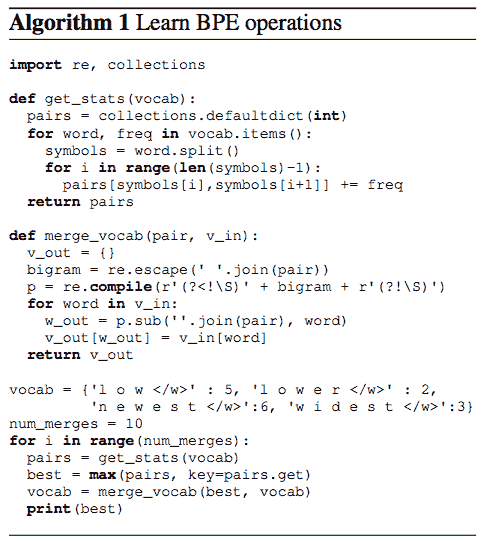 Algorithm 1 Learn BPE operations
import re, collections
def get_stats(vocab):
  pairs = collections.defaultdict(int)
  for word, freq in vocab.items():
    symbols = word.split()
    for i in range(len(symbols)-1):
      pairs[symbols[i],symbols[i+1]] += freq
  return pairs
def merge_vocab(pair, v_in):
  v_out = {}
  bigram = re.escape(' '.join(pair))
  p = re.compile(r'(?<!\S)' + bigram + r'(?!\S)')
  for word in v_in:
    w_out = p.sub(''.join(pair), word)
    v_out[w_out] = v_in[word]
  return v_out
vocab = {'l o w </w>' : 5, 'l o w e r </w>' : 2,
         'n e w e s t </w>':6, 'w i d e s t </w>':3}
num_merges = 10
for i in range(num_merges):
  pairs = get_stats(vocab)
  best = max(pairs, key=pairs.get)
  vocab = merge_vocab(best, vocab)
  print(best)